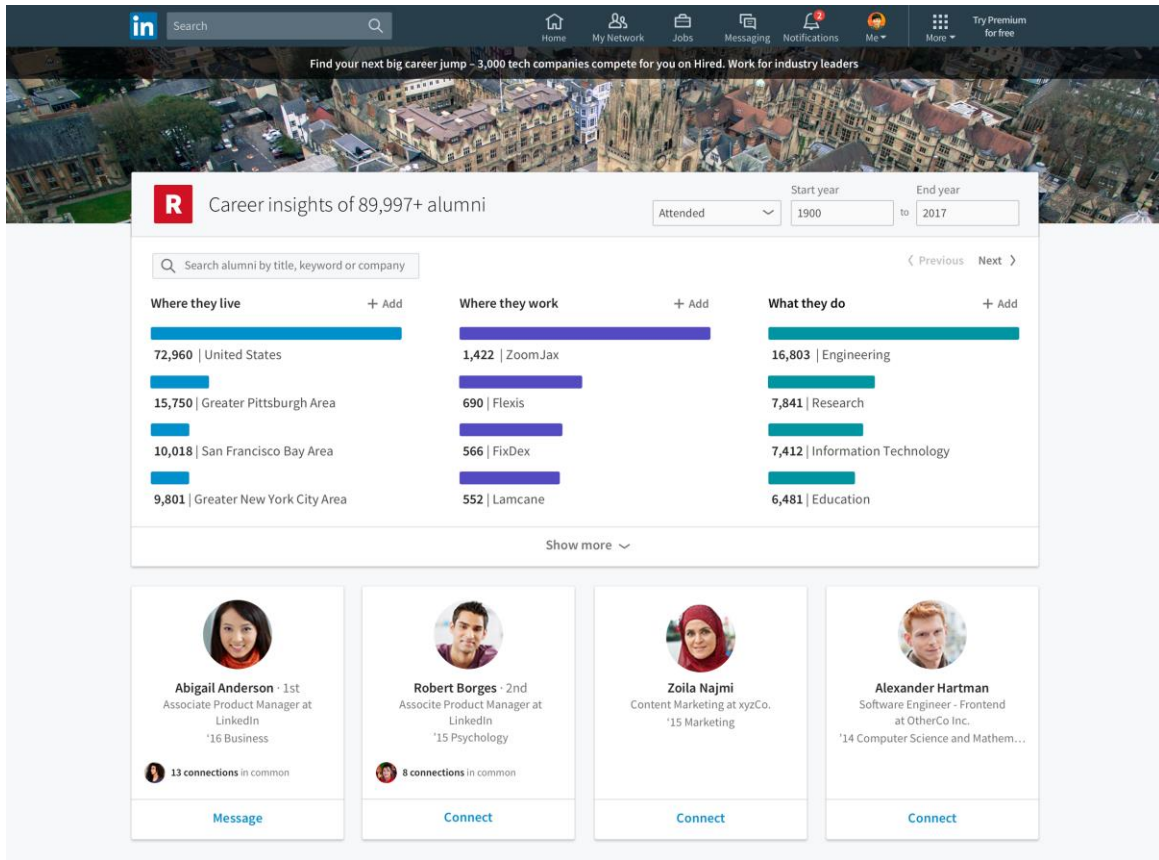 in Search Home My Network Jobs Messaging 2 Notifications Me More Try Premium for free
Find your next big career jump – 3,000 tech companies compete for you on Hired. Work for industry leaders
Start year End year
R Career insights of 89,997+ alumni Attended 1900 to 2017
Search alumni by title, keyword or company Previous Next
Where they live + Add Where they work + Add What they do + Add
72,960 | United States 1,422 | ZoomJax 16,803 | Engineering
15,750 | Greater Pittsburgh Area 690 | Flexis 7,841 | Research
10,018 | San Francisco Bay Area 566 | FixDex 7,412 | Information Technology
9,801 | Greater New York City Area 552 | Lamcane 6,481 | Education
Show more
Abigail Anderson · 1st
Associate Product Manager at
LinkedIn
'16 Business
13 connections in common
Message
Robert Borges · 2nd
Associte Product Manager at
LinkedIn
'15 Psychology
8 connections in common
Connect
Zoila Najmi
Content Marketing at xyzCo.
'15 Marketing
Connect
Alexander Hartman
Software Engineer - Frontend
at OtherCo Inc.
'14 Computer Science and Mathem...
Connect